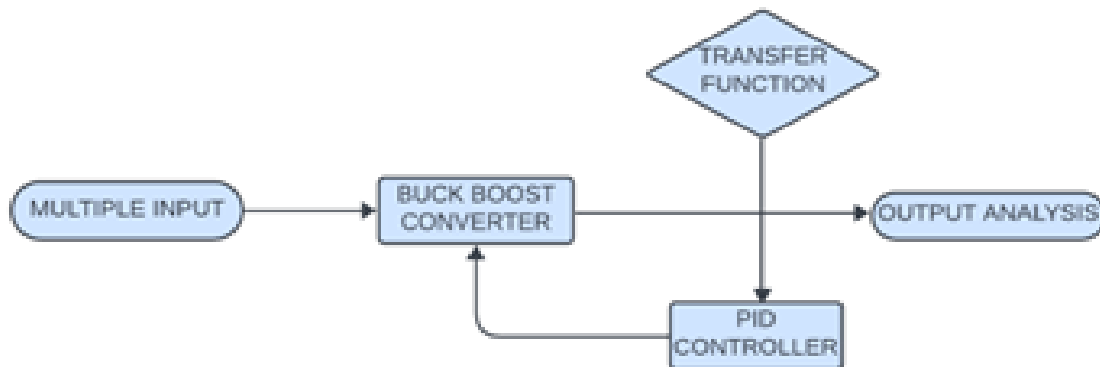 TRANSFER
FUNCTION
MULTIPLE INPUT
BUCK BOOST
CONVERTER
OUTPUT ANALYSIS
PID
CONTROLLER